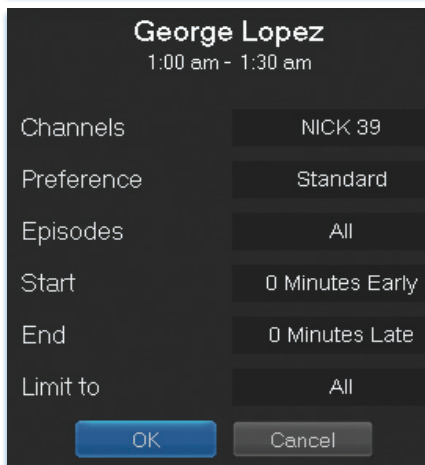 George Lopez
1:00 am - 1:30 am
Channels NICK 39
Preference Standard
Episodes All
Start 0 Minutes Early
End 0 Minutes Late
Limit to All
OK Cancel